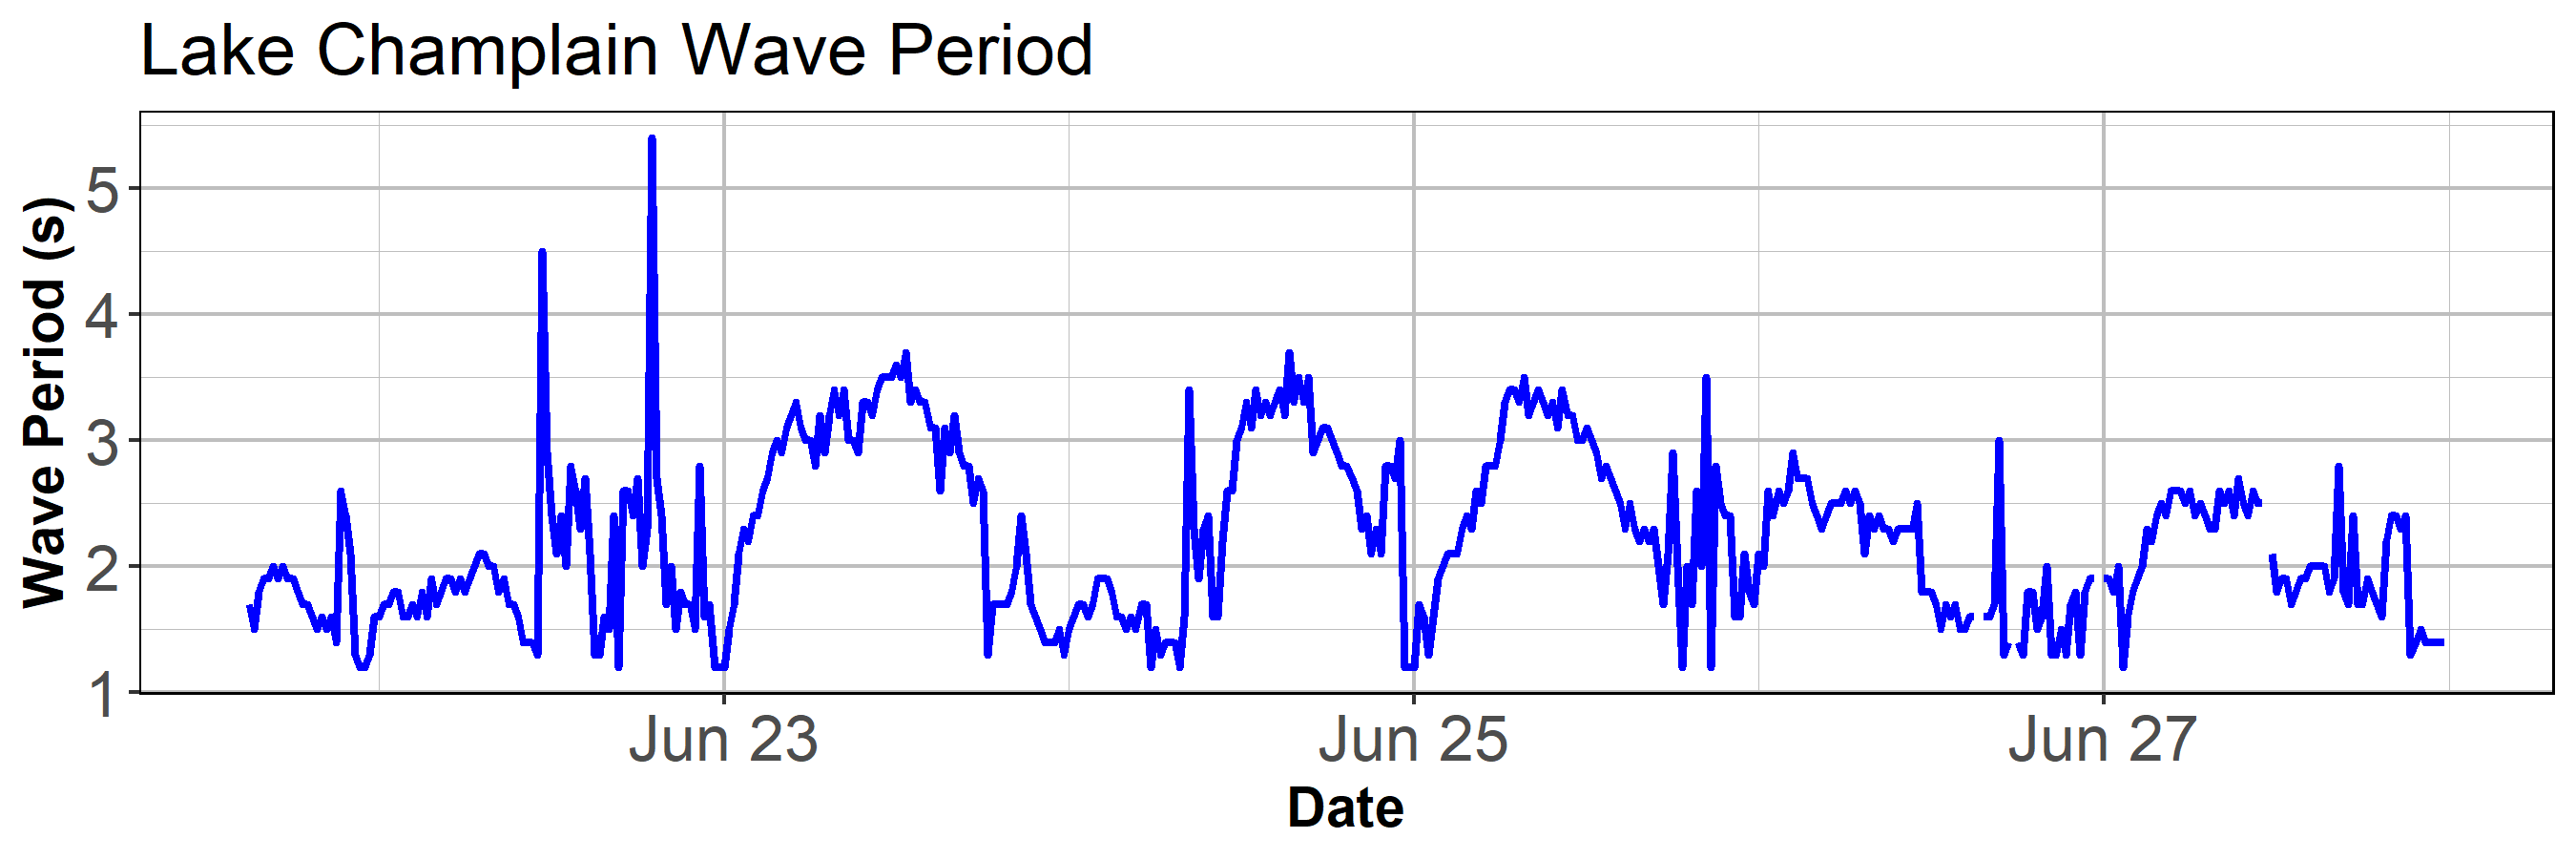 Lake Champlain Wave Period
Wave Period (s)
5
4
3
2
1
Jun 23
Jun 25
Jun 27
Date